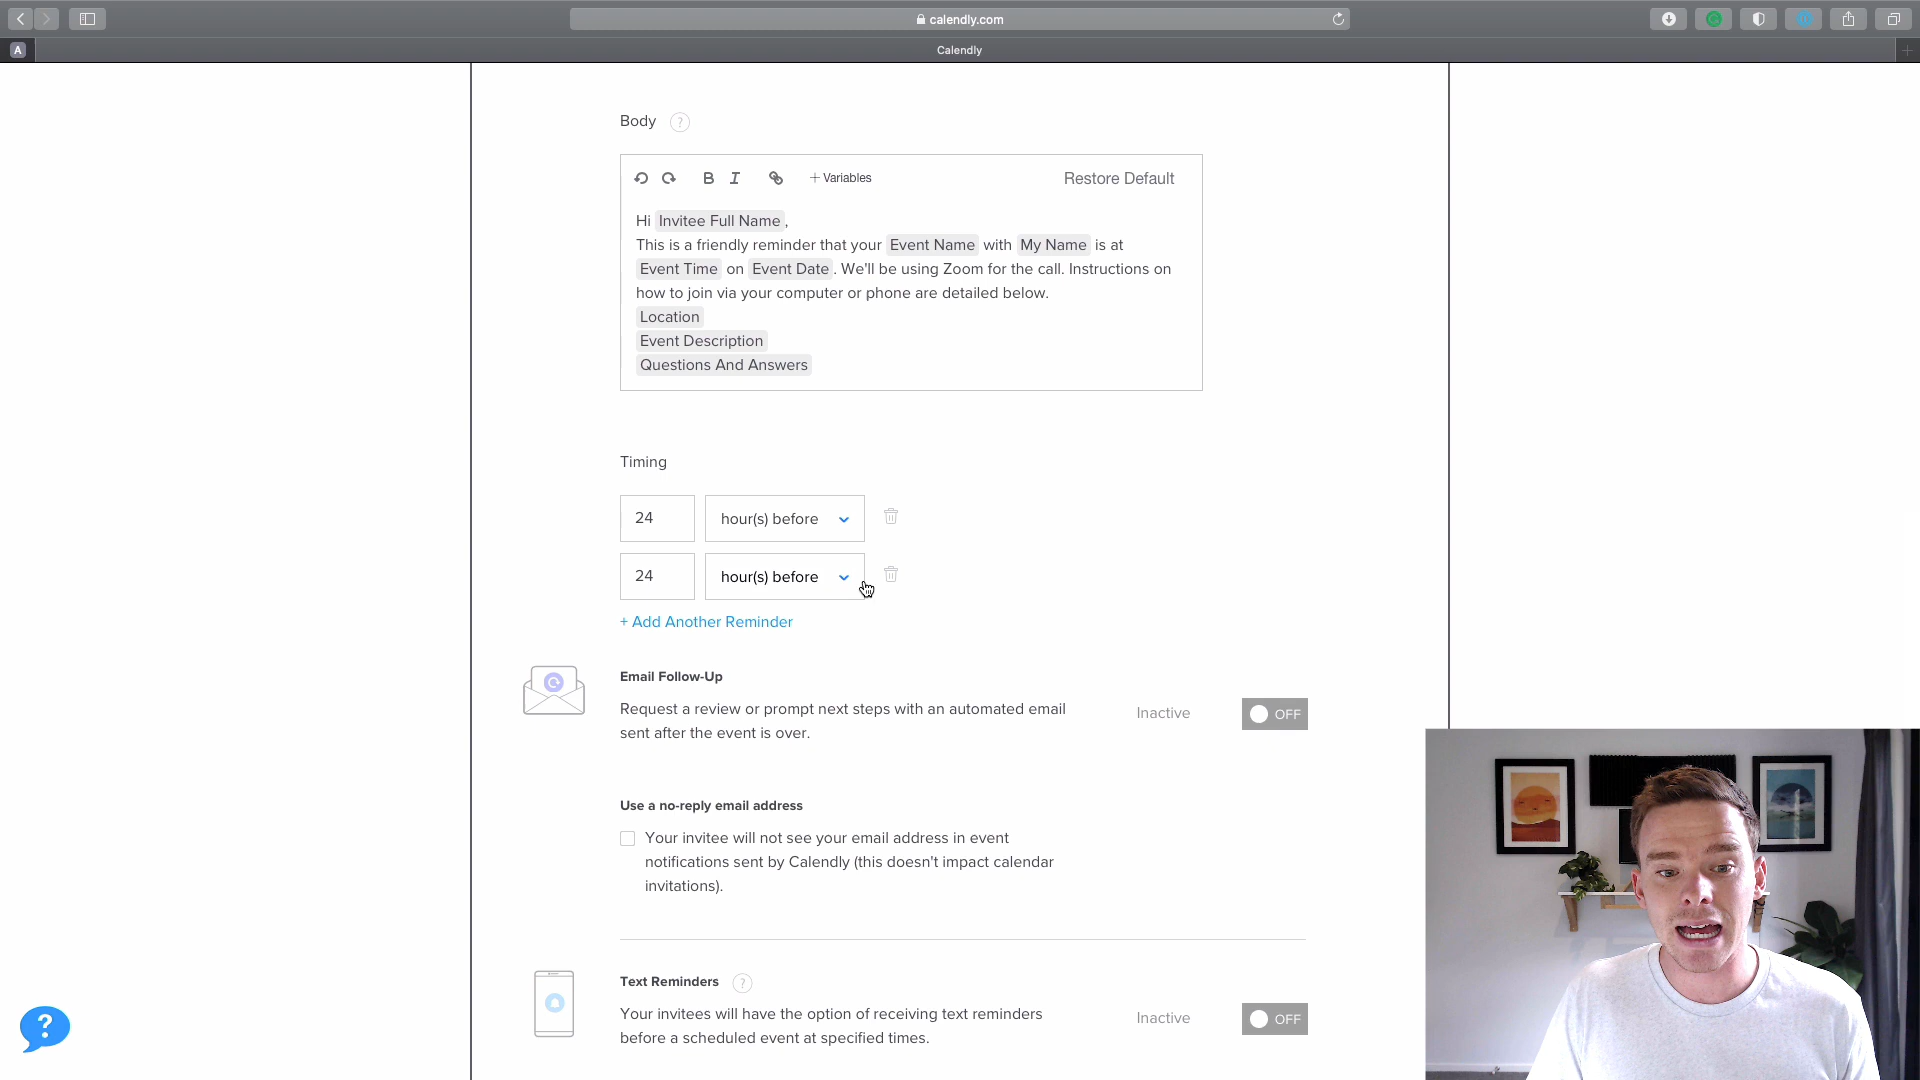 calendly.com
A
Calendly
Body ?
B I + Variables Restore Default
Hi Invitee Full Name ,
This is a friendly reminder that your Event Name with My Name is at
Event Time on Event Date . We'll be using Zoom for the call. Instructions on
how to join via your computer or phone are detailed below.
Location
Event Description
Questions And Answers
Timing
24 hour(s) before
24 hour(s) before
+ Add Another Reminder
Email Follow-Up
Request a review or prompt next steps with an automated email
sent after the event is over.
Inactive OFF
Use a no-reply email address
Your invitee will not see your email address in event
notifications sent by Calendly (this doesn't impact calendar
invitations).
Text Reminders ?
Your invitees will have the option of receiving text reminders
before a scheduled event at specified times.
Inactive OFF
?